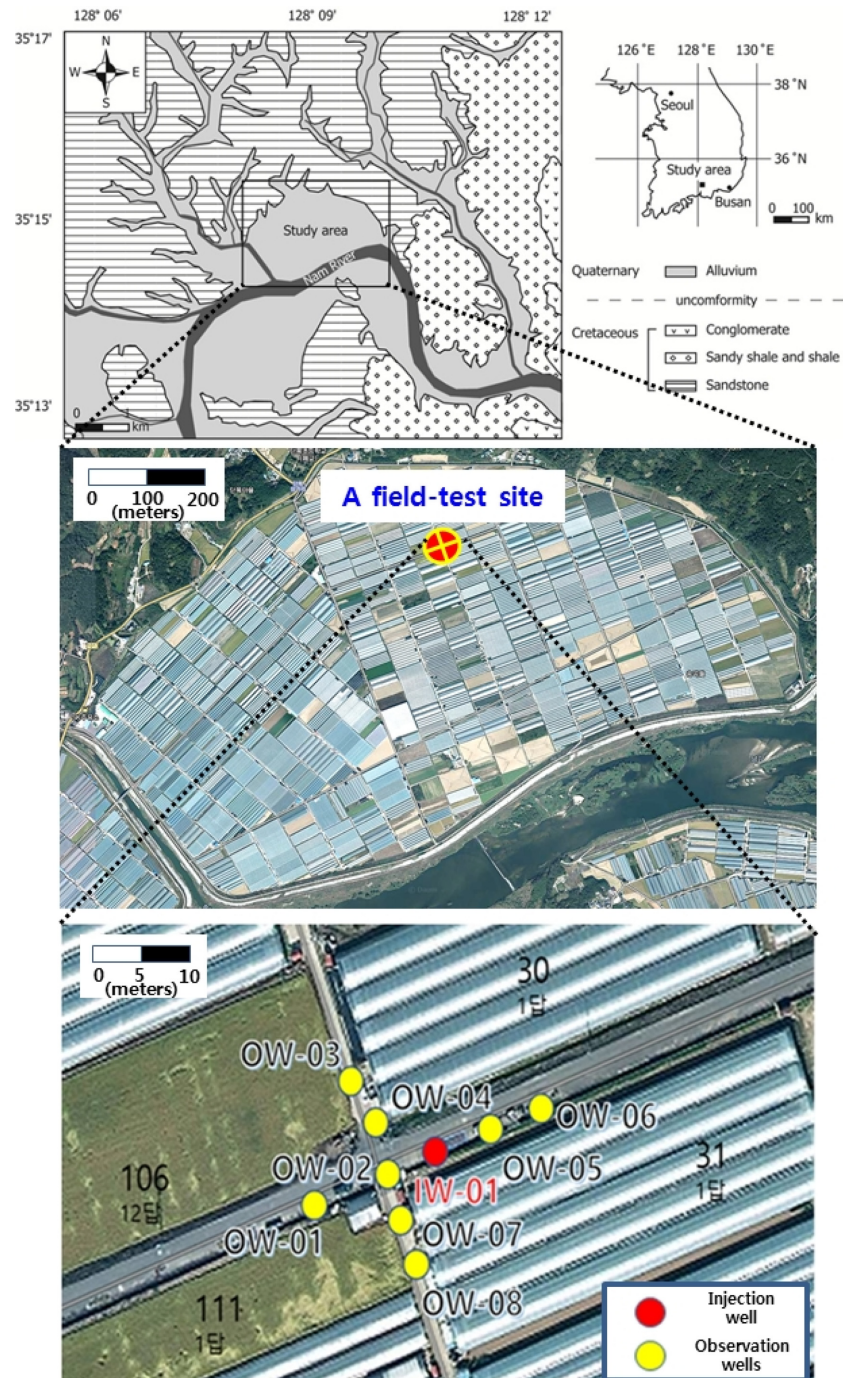 128° 06'
128° 09'
128° 12'
35°17'
35°15'
35°13'
N
W
E
S
Study area
Nam River
0
1
km
126°E
128°E
130°E
38°N
36°N
Seoul
Study area
Busan
0
100
km
Quaternary
Alluvium
uncomformity
Cretaceous
Conglomerate
Sandy shale and shale
Sandstone
0
100
200
(meters)
A field-test site
0
5
10
(meters)
30
1답
OW-03
OW-04
OW-06
OW-02
OW-05
31
1답
106
12답
IW-01
OW-01
OW-07
111
1답
OW-08
Injection
well
Observation
wells